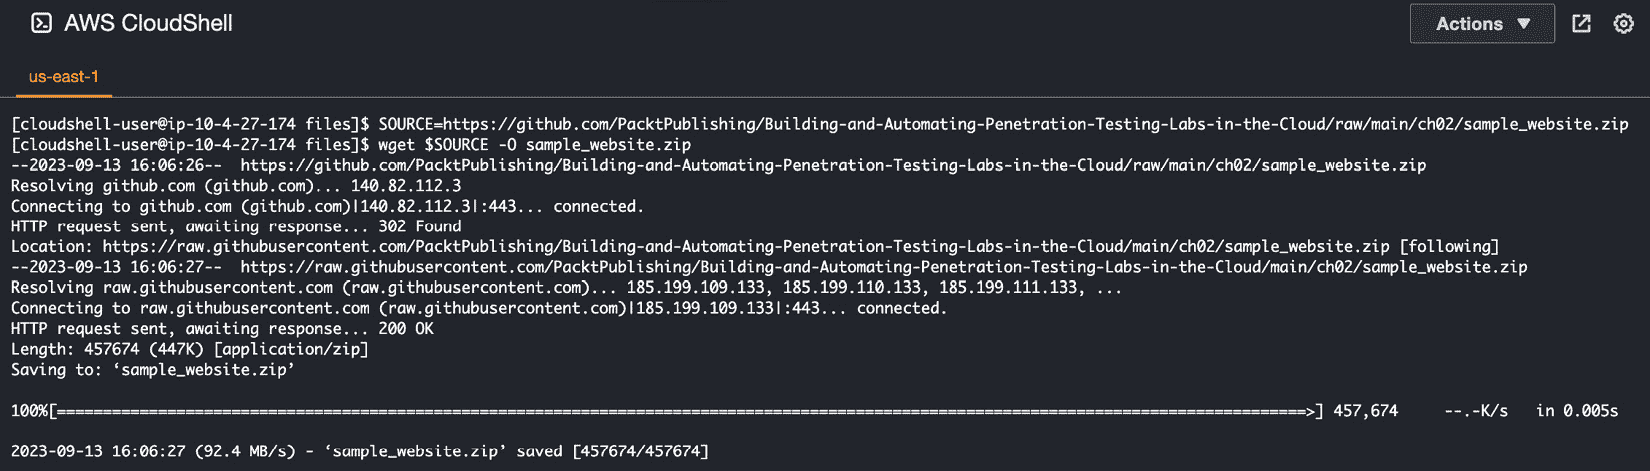 AWS CloudShell
Actions ▼
us-east-1
[cloudshell-user@ip-10-4-27-174 files]$ SOURCE=https://github.com/PacktPublishing/Building-and-Automating-Penetration-Testing-Labs-in-the-Cloud/raw/main/ch02/sample_website.zip
[cloudshell-user@ip-10-4-27-174 files]$ wget $SOURCE -O sample_website.zip
--2023-09-13 16:06:26--  https://github.com/PacktPublishing/Building-and-Automating-Penetration-Testing-Labs-in-the-Cloud/raw/main/ch02/sample_website.zip
Resolving github.com (github.com)... 140.82.112.3
Connecting to github.com (github.com)|140.82.112.3|:443... connected.
HTTP request sent, awaiting response... 302 Found
Location: https://raw.githubusercontent.com/PacktPublishing/Building-and-Automating-Penetration-Testing-Labs-in-the-Cloud/main/ch02/sample_website.zip [following]
--2023-09-13 16:06:27--  https://raw.githubusercontent.com/PacktPublishing/Building-and-Automating-Penetration-Testing-Labs-in-the-Cloud/main/ch02/sample_website.zip
Resolving raw.githubusercontent.com (raw.githubusercontent.com)... 185.199.109.133, 185.199.110.133, 185.199.111.133, ...
Connecting to raw.githubusercontent.com (raw.githubusercontent.com)|185.199.109.133|:443... connected.
HTTP request sent, awaiting response... 200 OK
Length: 457674 (447K) [application/zip]
Saving to: ‘sample_website.zip’
100%[========================================================================================================================================>] 457,674     --.-K/s   in 0.005s
2023-09-13 16:06:27 (92.4 MB/s) - ‘sample_website.zip’ saved [457674/457674]